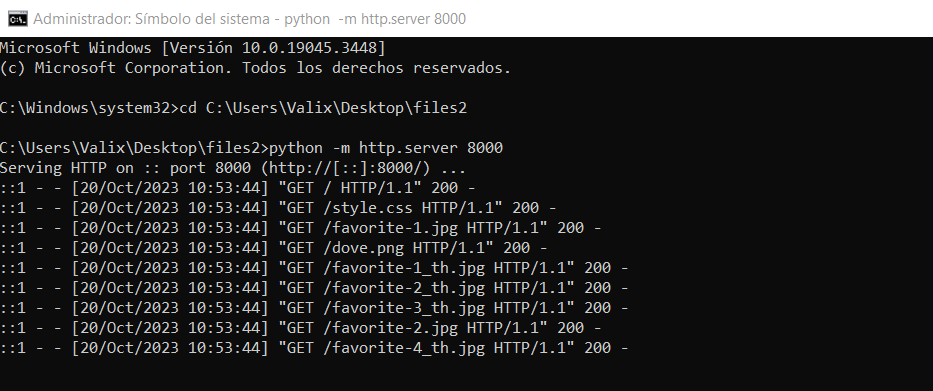 Administrador: Símbolo del sistema - python  -m http.server 8000
Microsoft Windows [Versión 10.0.19045.3448]
(c) Microsoft Corporation. Todos los derechos reservados.
C:\Windows\system32>cd C:\Users\Valix\Desktop\files2
C:\Users\Valix\Desktop\files2>python -m http.server 8000
Serving HTTP on :: port 8000 (http://[::]:8000/) ...
::1 - - [20/Oct/2023 10:53:44] "GET / HTTP/1.1" 200 -
::1 - - [20/Oct/2023 10:53:44] "GET /style.css HTTP/1.1" 200 -
::1 - - [20/Oct/2023 10:53:44] "GET /favorite-1.jpg HTTP/1.1" 200 -
::1 - - [20/Oct/2023 10:53:44] "GET /dove.png HTTP/1.1" 200 -
::1 - - [20/Oct/2023 10:53:44] "GET /favorite-1_th.jpg HTTP/1.1" 200 -
::1 - - [20/Oct/2023 10:53:44] "GET /favorite-2_th.jpg HTTP/1.1" 200 -
::1 - - [20/Oct/2023 10:53:44] "GET /favorite-3_th.jpg HTTP/1.1" 200 -
::1 - - [20/Oct/2023 10:53:44] "GET /favorite-2.jpg HTTP/1.1" 200 -
::1 - - [20/Oct/2023 10:53:44] "GET /favorite-4_th.jpg HTTP/1.1" 200 -